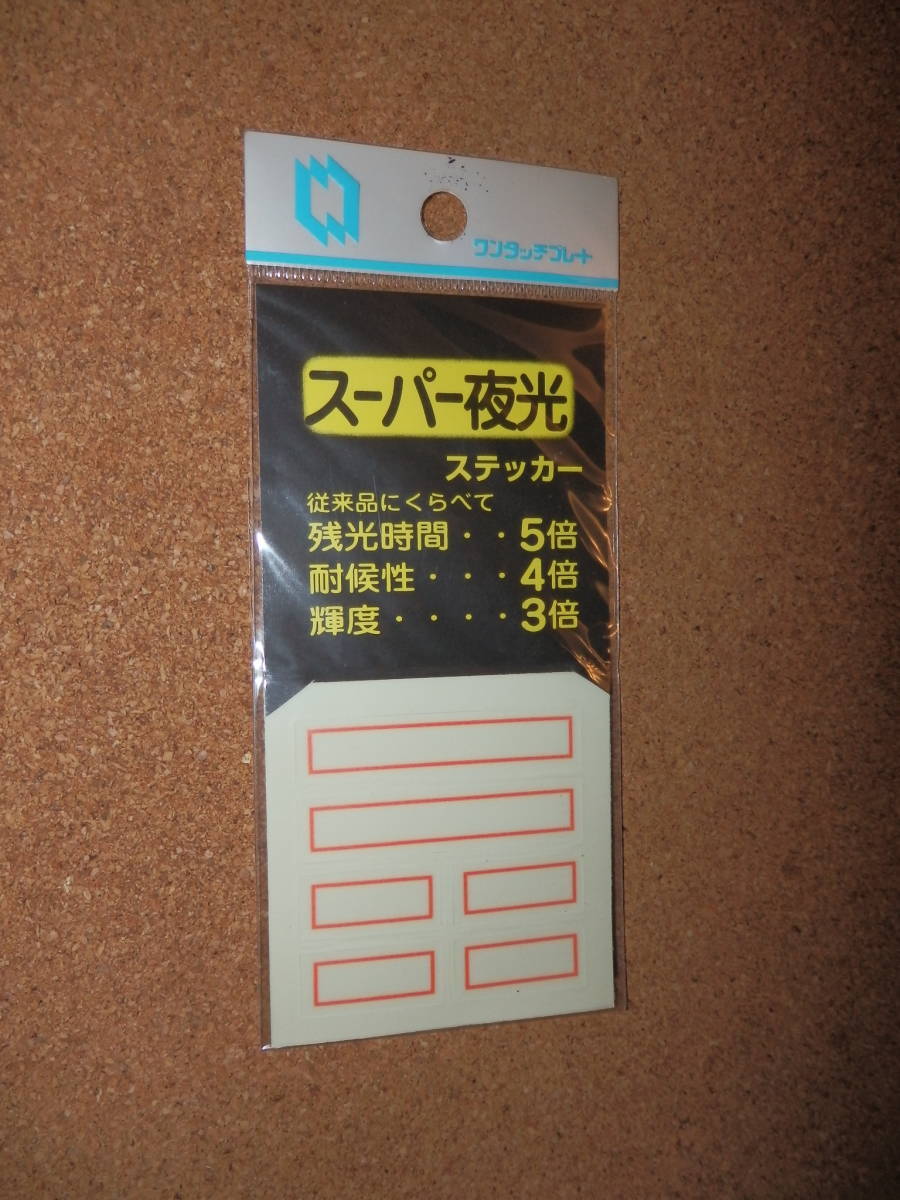 ワンタッチプレート
スーパー夜光
ステッカー
従来品にくらべて
残光時間・・5倍
耐候性・・・4倍
輝度・・・・3倍